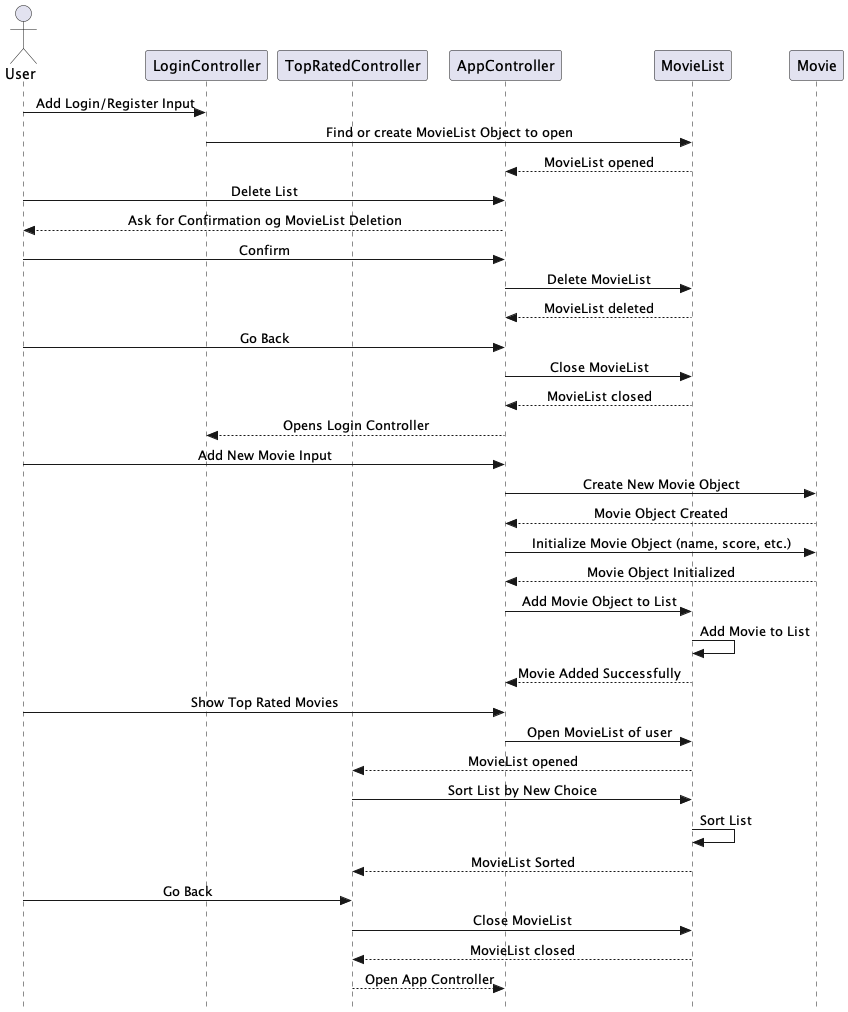 User
LoginController
TopRatedController
AppController
MovieList
Movie
Add Login/Register Input
Find or create MovieList Object to open
MovieList opened
Delete List
Ask for Confirmation og MovieList Deletion
Confirm
Delete MovieList
MovieList deleted
Go Back
Close MovieList
MovieList closed
Opens Login Controller
Add New Movie Input
Create New Movie Object
Movie Object Created
Initialize Movie Object (name, score, etc.)
Movie Object Initialized
Add Movie Object to List
Add Movie to List
Movie Added Successfully
Show Top Rated Movies
Open MovieList of user
MovieList opened
Sort List by New Choice
Sort List
MovieList Sorted
Go Back
Close MovieList
MovieList closed
Open App Controller